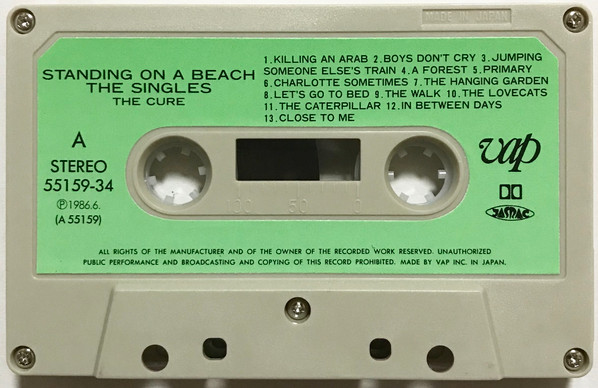 MADE IN JAPAN
STANDING ON A BEACH
THE SINGLES
THE CURE
1.KILLING AN ARAB 2.BOYS DON'T CRY 3.JUMPING
SOMEONE ELSE'S TRAIN 4.A FOREST 5.PRIMARY
6.CHARLOTTE SOMETIMES 7.THE HANGING GARDEN
8.LET'S GO TO BED 9.THE WALK 10.THE LOVECATS
11.THE CATERPILLAR 12.IN BETWEEN DAYS
13.CLOSE TO ME
A
STEREO
55159-34
Ⓟ1986.6.
(A 55159)
100 50 0
vap
JASRAC
ALL RIGHTS OF THE MANUFACTURER AND OF THE OWNER OF THE RECORDED WORK RESERVED. UNAUTHORIZED
PUBLIC PERFORMANCE AND BROADCASTING AND COPYING OF THIS RECORD PROHIBITED. MADE BY VAP INC. IN JAPAN.